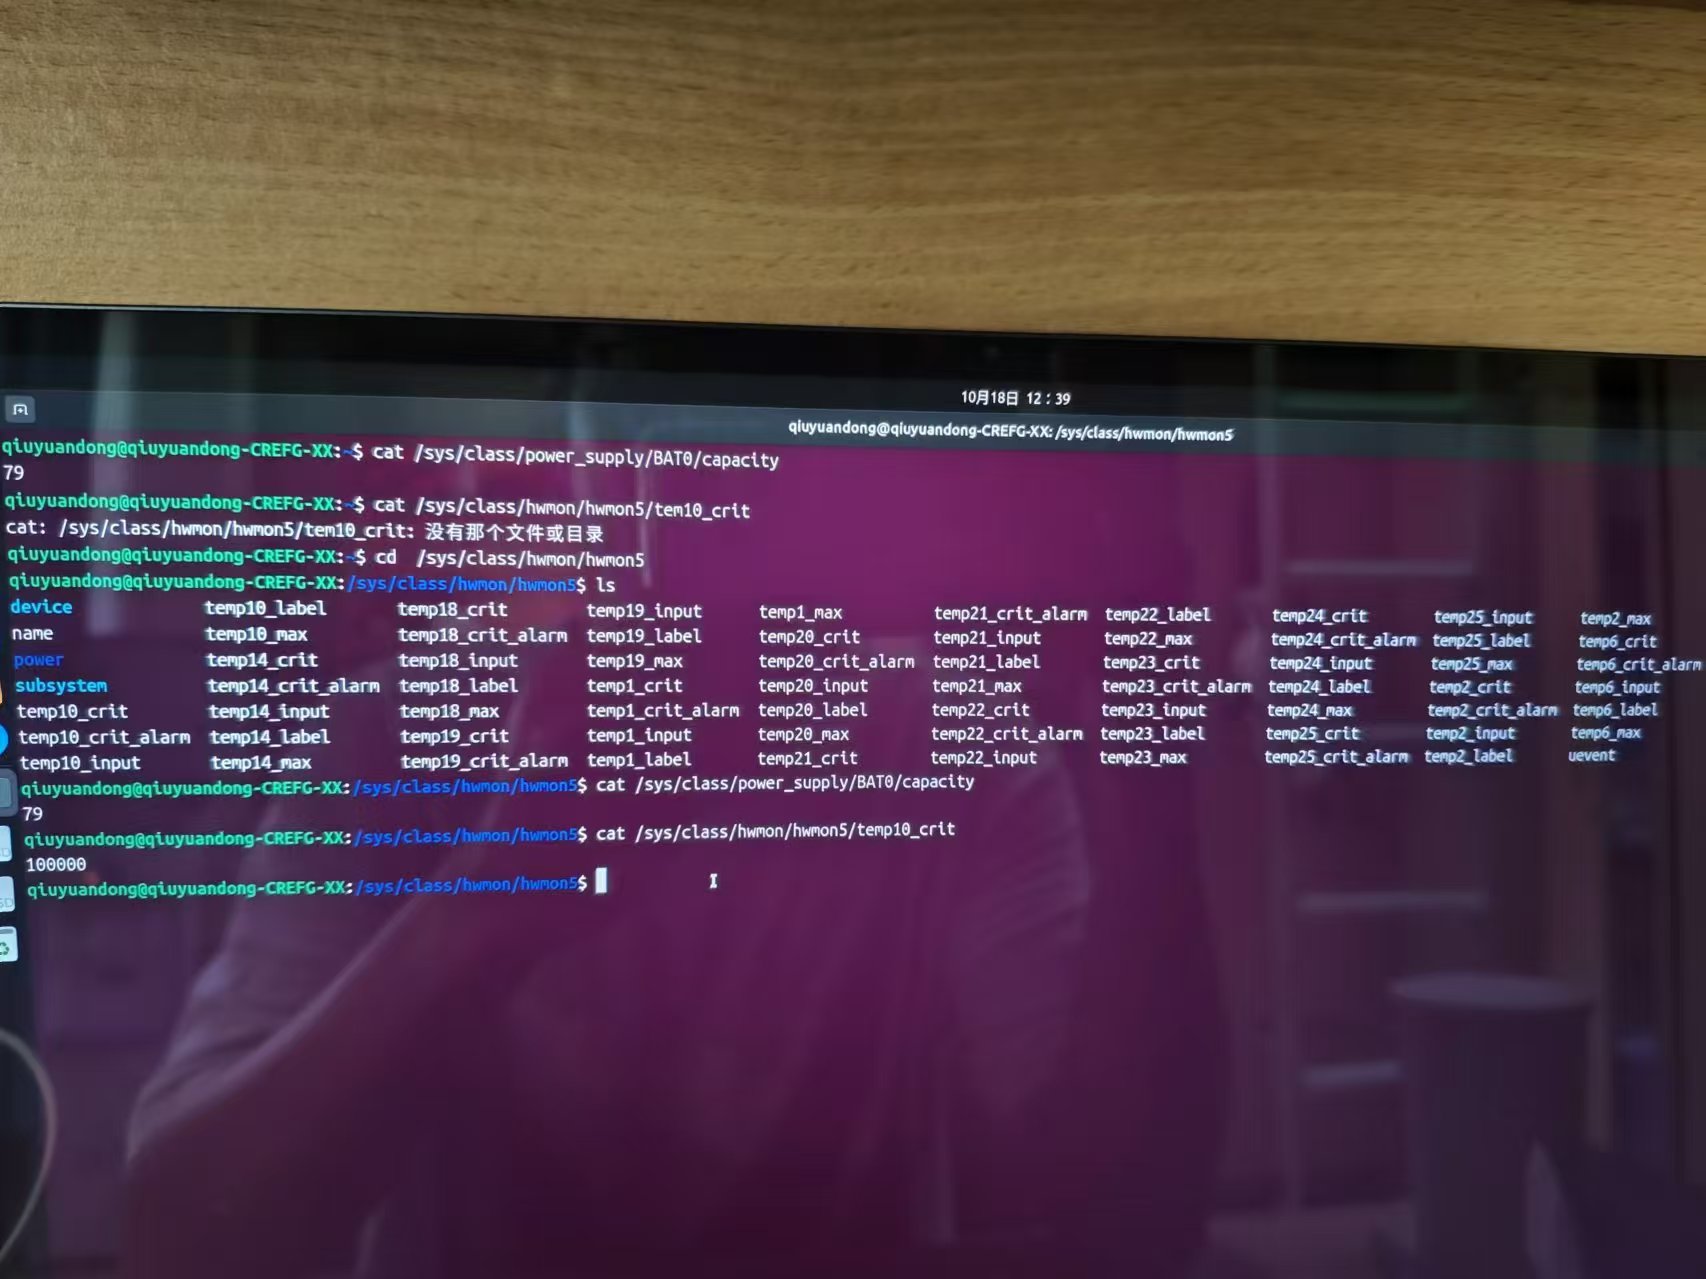 10月18日 12：39
qiuyuandong@qiuyuandong-CREFG-XX: /sys/class/hwmon/hwmon5
qiuyuandong@qiuyuandong-CREFG-XX:~$ cat /sys/class/power_supply/BAT0/capacity
79
qiuyuandong@qiuyuandong-CREFG-XX:~$ cat /sys/class/hwmon/hwmon5/tem10_crit
cat: /sys/class/hwmon/hwmon5/tem10_crit: 没有那个文件或目录
qiuyuandong@qiuyuandong-CREFG-XX:~$ cd  /sys/class/hwmon/hwmon5
qiuyuandong@qiuyuandong-CREFG-XX:/sys/class/hwmon/hwmon5$ ls
device temp10_label temp18_crit temp19_input temp1_max temp21_crit_alarm temp22_label temp24_crit temp25_input temp2_max
name temp10_max temp18_crit_alarm temp19_label temp20_crit temp21_input temp22_max temp24_crit_alarm temp25_label temp6_crit
power temp14_crit temp18_input temp19_max temp20_crit_alarm temp21_label temp23_crit temp24_input temp25_max temp6_crit_alarm
subsystem temp14_crit_alarm temp18_label temp1_crit temp20_input temp21_max temp23_crit_alarm temp24_label temp2_crit temp6_input
temp10_crit temp14_input temp18_max temp1_crit_alarm temp20_label temp22_crit temp23_input temp24_max temp2_crit_alarm temp6_label
temp10_crit_alarm temp14_label temp19_crit temp1_input temp20_max temp22_crit_alarm temp23_label temp25_crit temp2_input temp6_max
temp10_input temp14_max temp19_crit_alarm temp1_label temp21_crit temp22_input temp23_max temp25_crit_alarm temp2_label uevent
qiuyuandong@qiuyuandong-CREFG-XX:/sys/class/hwmon/hwmon5$ cat /sys/class/power_supply/BAT0/capacity
79
qiuyuandong@qiuyuandong-CREFG-XX:/sys/class/hwmon/hwmon5$ cat /sys/class/hwmon/hwmon5/temp10_crit
100000
qiuyuandong@qiuyuandong-CREFG-XX:/sys/class/hwmon/hwmon5$